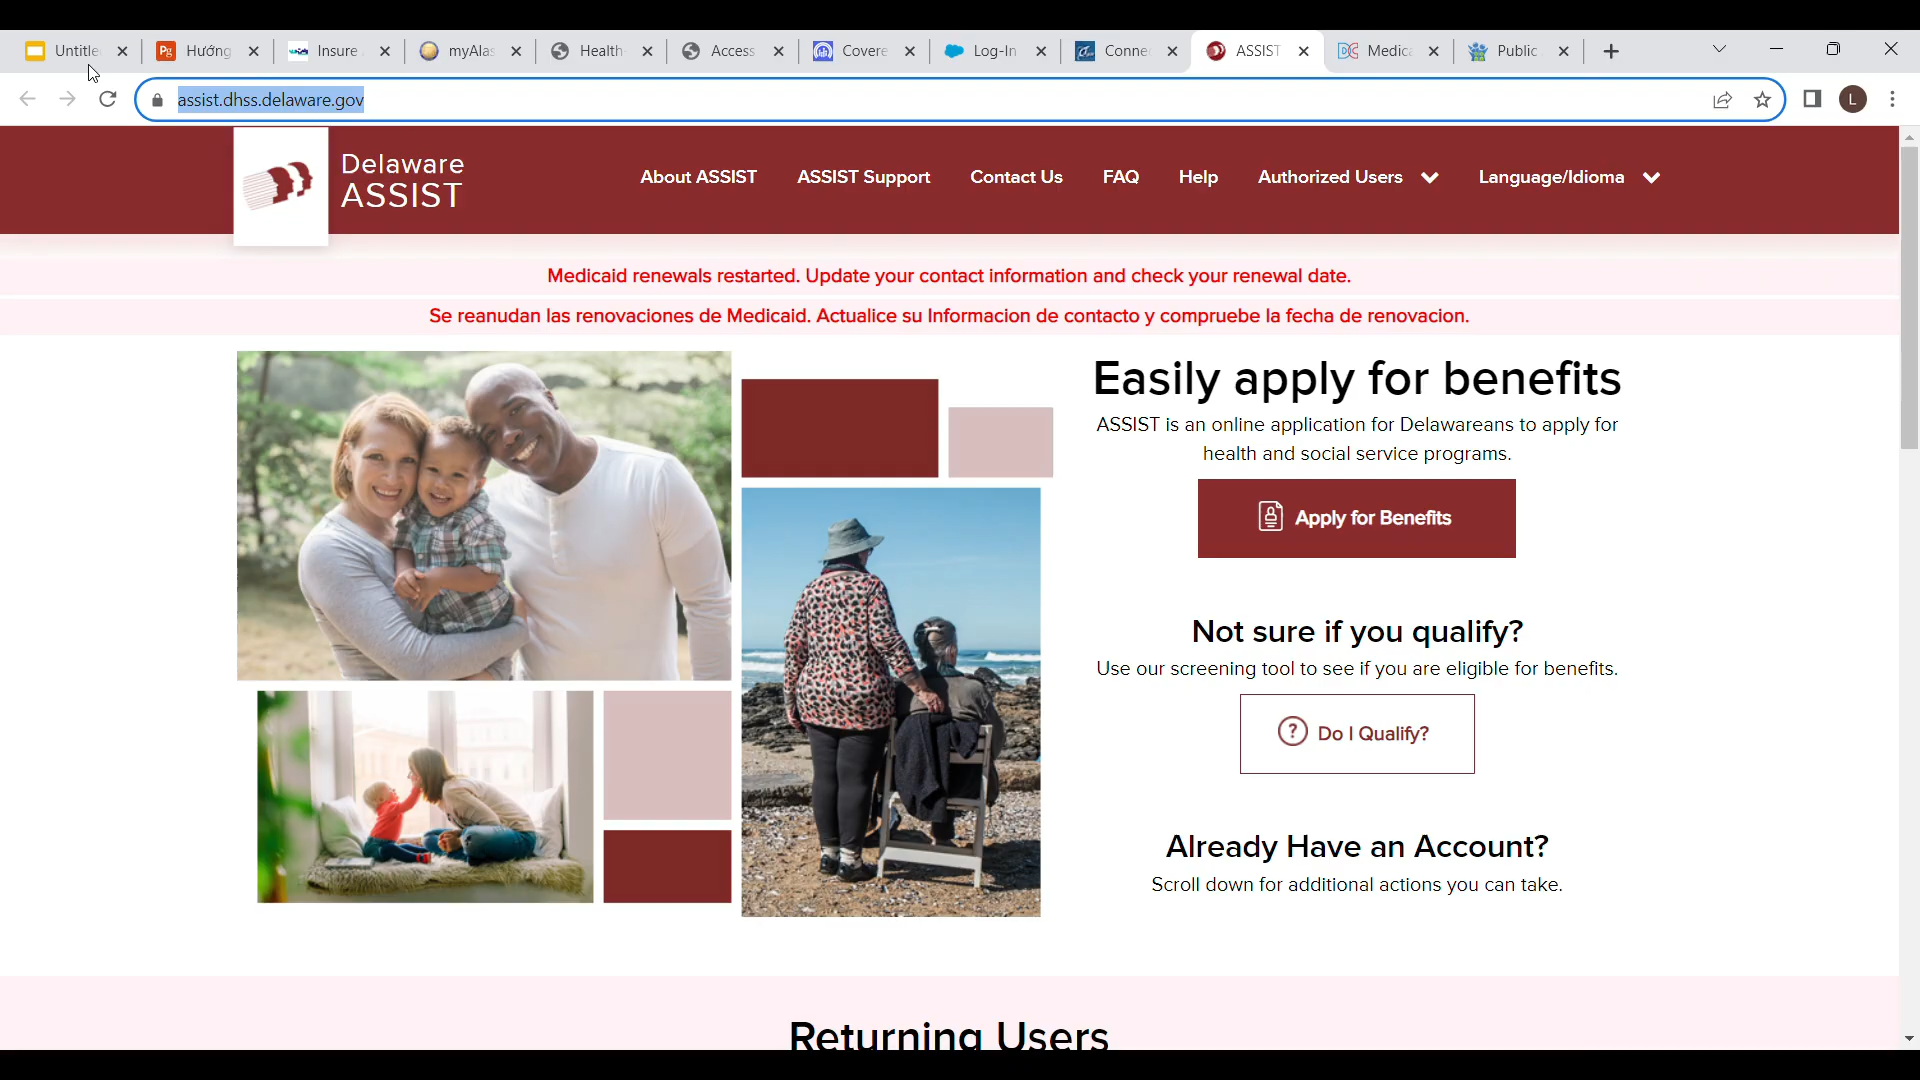 Untitle
Hướng
Insure
myAlas
Health
Access
Covere
Log-In
Conne
ASSIST
Medica
Public
assist.dhss.delaware.gov
L
Delaware
ASSIST
About ASSIST
ASSIST Support
Contact Us
FAQ
Help
Authorized Users
Language/Idioma
Medicaid renewals restarted. Update your contact information and check your renewal date.
Se reanudan las renovaciones de Medicaid. Actualice su Informacion de contacto y compruebe la fecha de renovacion.
Easily apply for benefits
ASSIST is an online application for Delawareans to apply for
health and social service programs.
Apply for Benefits
Not sure if you qualify?
Use our screening tool to see if you are eligible for benefits.
Do I Qualify?
Already Have an Account?
Scroll down for additional actions you can take.
Returning Users